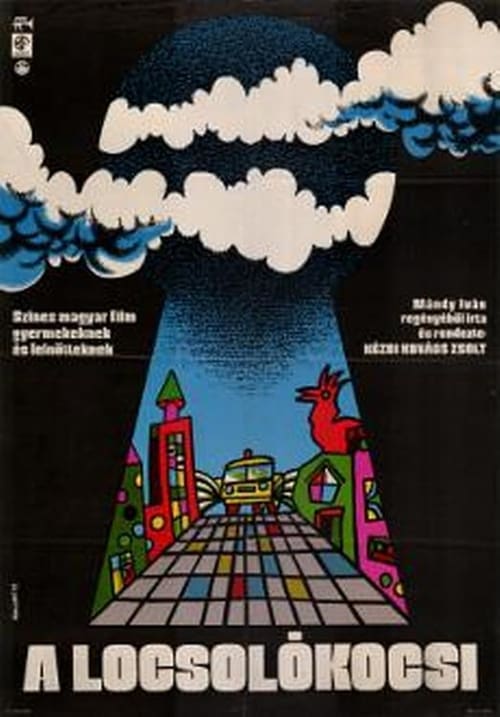 Színes magyar film
gyermekeknek
és felnőtteknek
Mándy Iván
regényéből írta
és rendezte
KÉZDI KOVÁCS ZSOLT
A LOCSOLÓKOCSI